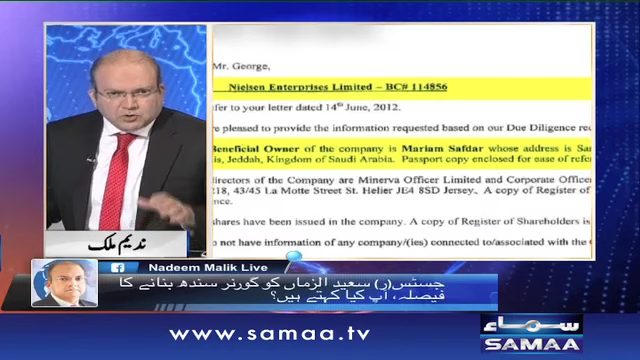 Mr. George,
Nielsen Enterprises Limited – BC# 114856
fer to your letter dated 14th June, 2012.
re pleased to provide the information requested based on our Due Diligence rec
Beneficial Owner of the company is Mariam Safdar whose address is Sar
is, Jeddah, Kingdom of Saudi Arabia. Passport copy enclosed for ease of refer
directors of the Company are Minerva Officer Limited and Corporate Officer
218, 43/45 La Motte Street St. Helier JE4 8SD Jersey. A copy of Register of
nce.
shares have been issued in the company. A copy of Register of Shareholders is
o not have information of any company/(ies) connected to/associated with the
ندیم ملک
Nadeem Malik Live
جسٹس(ر) سعید الزماں کو گورنر سندھ بنانے کا
فیصلہ، آپ کیا کہتے ہیں؟
www.samaa.tv
سماء
SAMAA